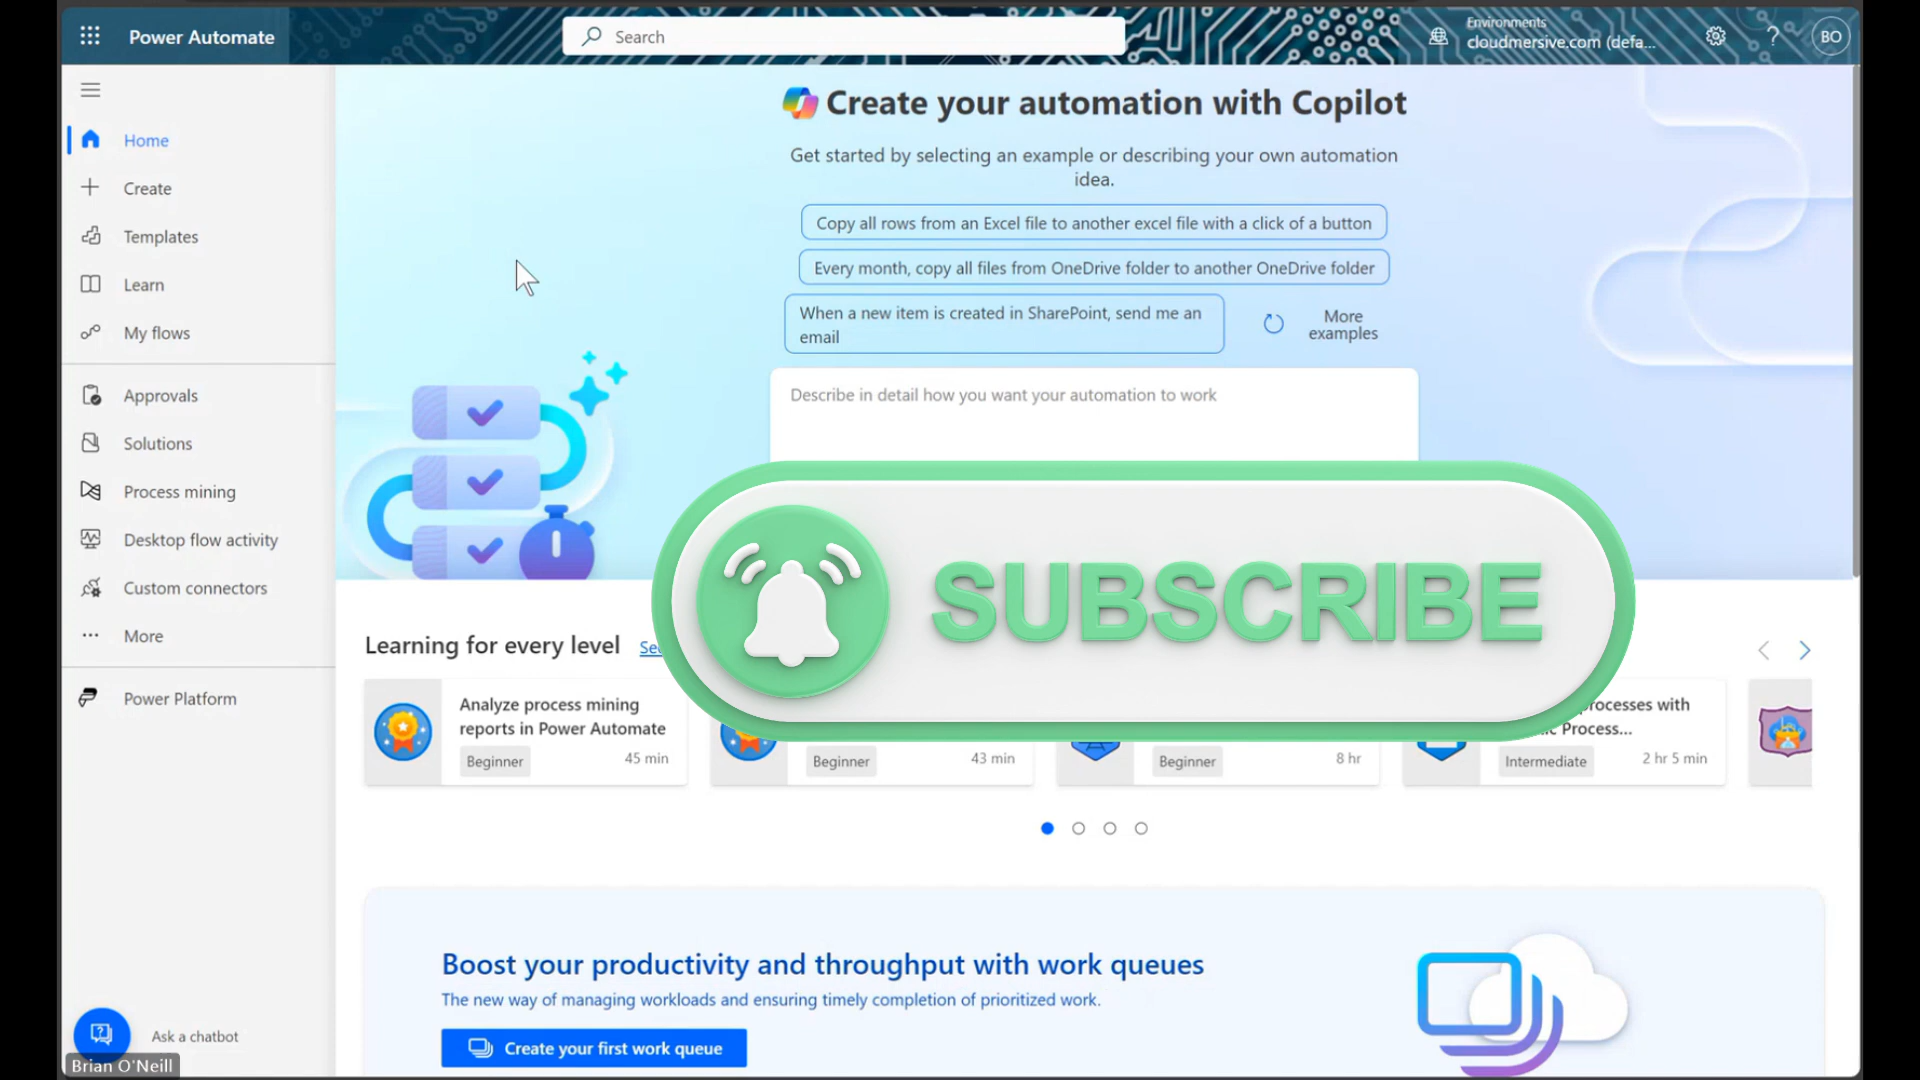 Power Automate
Search
Environments
cloudmersive.com (defa...
BO
Home
Create
Templates
Learn
My flows
Approvals
Solutions
Process mining
Desktop flow activity
Custom connectors
More
Power Platform
Ask a chatbot
Brian O'Neill
Create your automation with Copilot
Get started by selecting an example or describing your own automation
idea.
Copy all rows from an Excel file to another excel file with a click of a button
Every month, copy all files from OneDrive folder to another OneDrive folder
When a new item is created in SharePoint, send me an
email
More
examples
Describe in detail how you want your automation to work
SUBSCRIBE
Learning for every level
Analyze process mining
reports in Power Automate
Beginner
45 min
Beginner
43 min
Beginner
8 hr
rocesses with
Process...
Intermediate
2 hr 5 min
Boost your productivity and throughput with work queues
The new way of managing workloads and ensuring timely completion of prioritized work.
Create your first work queue